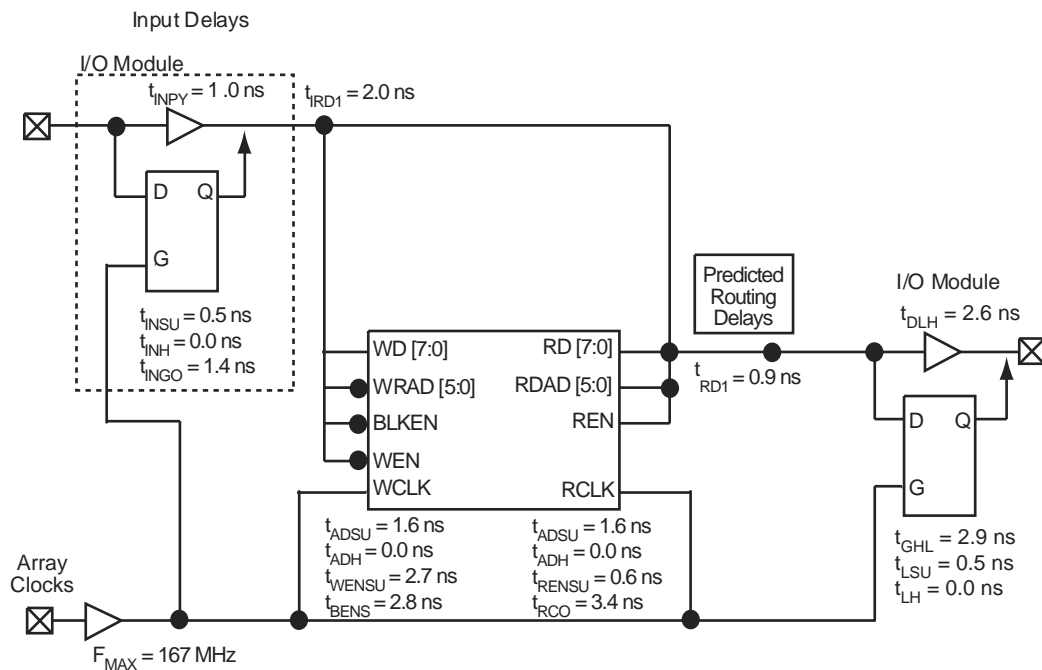 Input Delays
I/O Module
tINPY = 1.0 ns
tIRD1 = 2.0 ns
D
Q
G
tINSU = 0.5 ns
tINH = 0.0 ns
tINGO = 1.4 ns
Predicted
Routing
Delays
I/O Module
tDLH = 2.6 ns
WD [7:0]
RD [7:0]
WRAD [5:0]
RDAD [5:0]
BLKEN
REN
WEN
WCLK
RCLK
tRD1 = 0.9 ns
D
Q
G
tADSU = 1.6 ns
tADH = 0.0 ns
tWENSU = 2.7 ns
tBENS = 2.8 ns
tADSU = 1.6 ns
tADH = 0.0 ns
tRENSU = 0.6 ns
tRCO = 3.4 ns
tGHL = 2.9 ns
tLSU = 0.5 ns
tLH = 0.0 ns
Array
Clocks
FMAX = 167 MHz